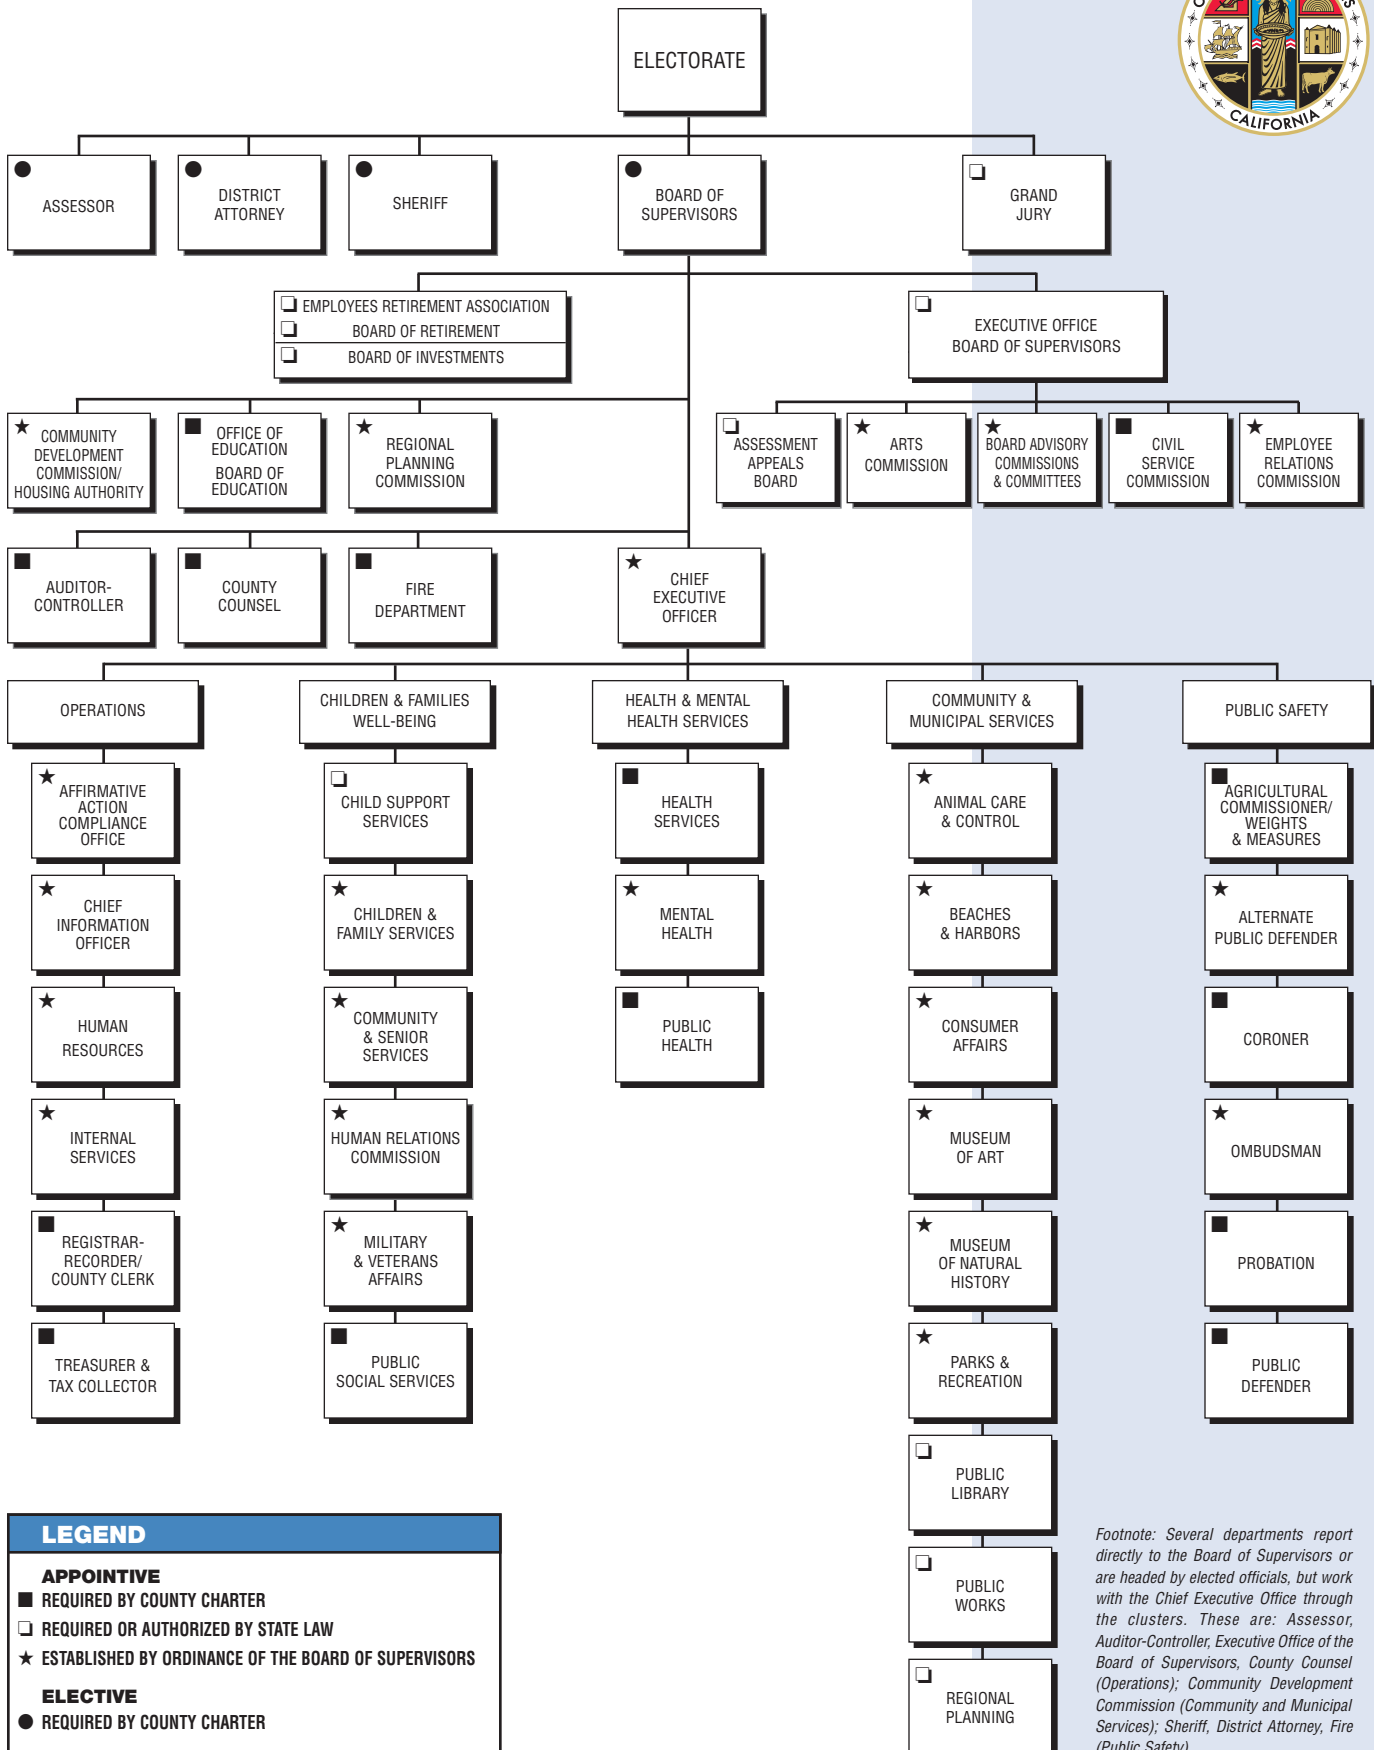 ELECTORATE
CALIFORNIA
ASSESSOR
DISTRICT
ATTORNEY
SHERIFF
BOARD OF
SUPERVISORS
GRAND
JURY
EMPLOYEES RETIREMENT ASSOCIATION
BOARD OF RETIREMENT
BOARD OF INVESTMENTS
EXECUTIVE OFFICE
BOARD OF SUPERVISORS
COMMUNITY
DEVELOPMENT
COMMISSION/
HOUSING AUTHORITY
OFFICE OF
EDUCATION
BOARD OF
EDUCATION
REGIONAL
PLANNING
COMMISSION
ASSESSMENT
APPEALS
BOARD
ARTS
COMMISSION
BOARD ADVISORY
COMMISSIONS
& COMMITTEES
CIVIL
SERVICE
COMMISSION
EMPLOYEE
RELATIONS
COMMISSION
AUDITOR-
CONTROLLER
COUNTY
COUNSEL
FIRE
DEPARTMENT
CHIEF
EXECUTIVE
OFFICER
OPERATIONS
CHILDREN & FAMILIES
WELL-BEING
HEALTH & MENTAL
HEALTH SERVICES
COMMUNITY &
MUNICIPAL SERVICES
PUBLIC SAFETY
AFFIRMATIVE
ACTION
COMPLIANCE
OFFICE
CHIEF
INFORMATION
OFFICER
HUMAN
RESOURCES
INTERNAL
SERVICES
REGISTRAR-
RECORDER/
COUNTY CLERK
TREASURER &
TAX COLLECTOR
CHILD SUPPORT
SERVICES
CHILDREN &
FAMILY SERVICES
COMMUNITY
& SENIOR
SERVICES
HUMAN RELATIONS
COMMISSION
MILITARY
& VETERANS
AFFAIRS
PUBLIC
SOCIAL SERVICES
HEALTH
SERVICES
MENTAL
HEALTH
PUBLIC
HEALTH
ANIMAL CARE
& CONTROL
BEACHES
& HARBORS
CONSUMER
AFFAIRS
MUSEUM
OF ART
MUSEUM
OF NATURAL
HISTORY
PARKS &
RECREATION
PUBLIC
LIBRARY
PUBLIC
WORKS
REGIONAL
PLANNING
AGRICULTURAL
COMMISSIONER/
WEIGHTS
& MEASURES
ALTERNATE
PUBLIC DEFENDER
CORONER
OMBUDSMAN
PROBATION
PUBLIC
DEFENDER
LEGEND
APPOINTIVE
■ REQUIRED BY COUNTY CHARTER
❏ REQUIRED OR AUTHORIZED BY STATE LAW
★ ESTABLISHED BY ORDINANCE OF THE BOARD OF SUPERVISORS
ELECTIVE
● REQUIRED BY COUNTY CHARTER
Footnote: Several departments report
directly to the Board of Supervisors or
are headed by elected officials, but work
with the Chief Executive Office through
the clusters. These are: Assessor,
Auditor-Controller, Executive Office of the
Board of Supervisors, County Counsel
(Operations); Community Development
Commission (Community and Municipal
Services); Sheriff, District Attorney, Fire
(Public Safety)